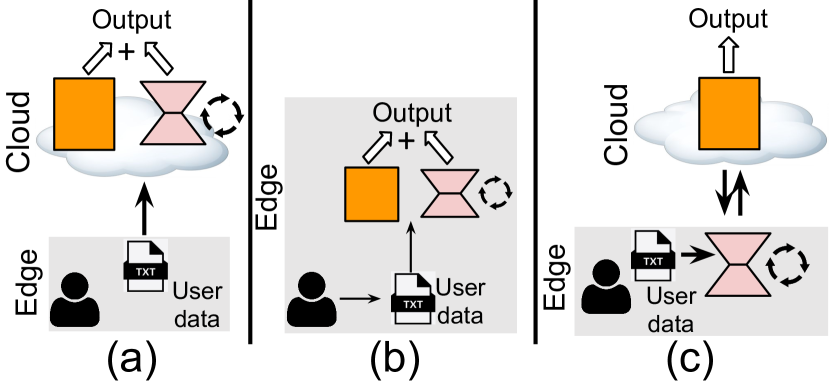 Output
+
Cloud
Edge
TXT
User
data
(a)
Output
+
Edge
TXT
User
data
(b)
Output
Cloud
Edge
TXT
User
data
(c)